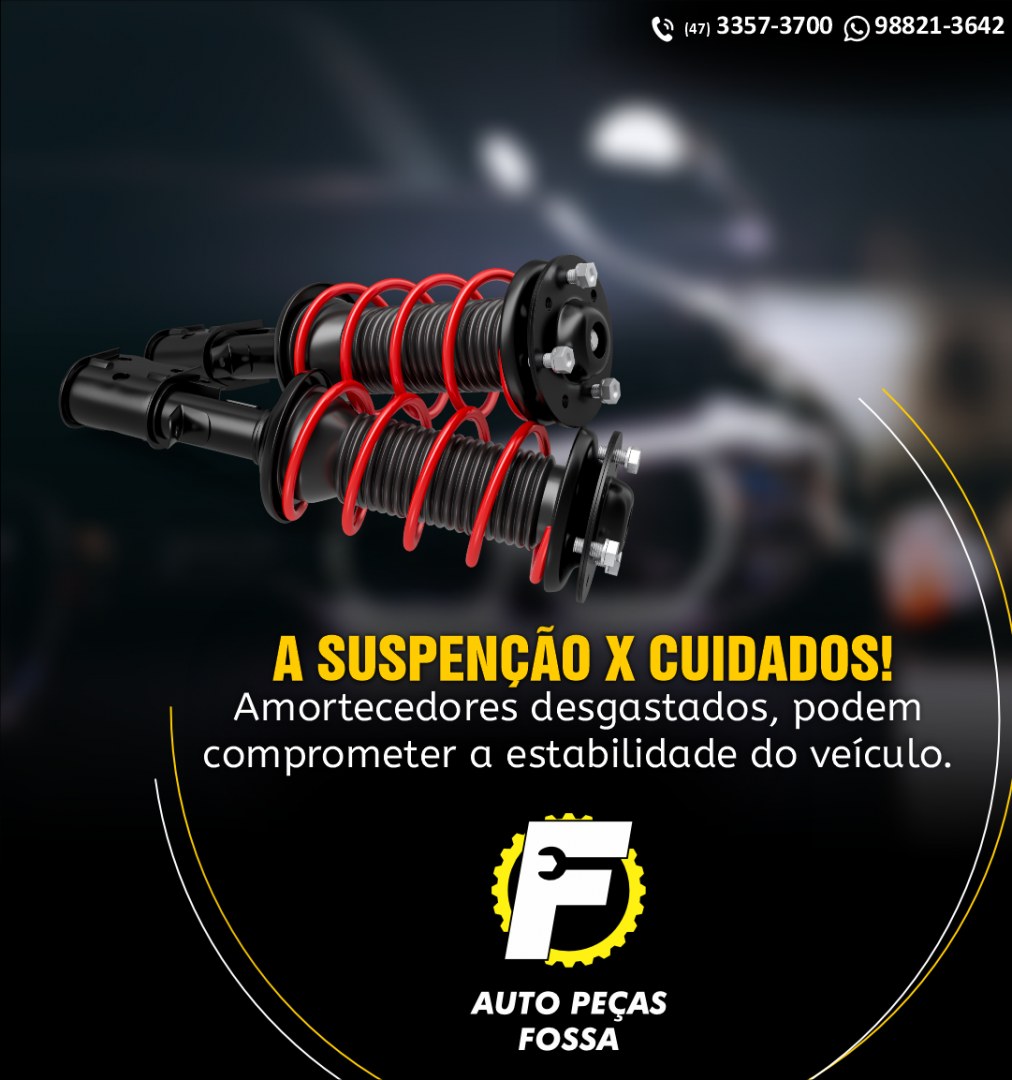 (47) 3357-3700 98821-3642
A SUSPENÇÃO X CUIDADOS!
Amortecedores desgastados, podem
comprometer a estabilidade do veículo.
F
AUTO PEÇAS
FOSSA